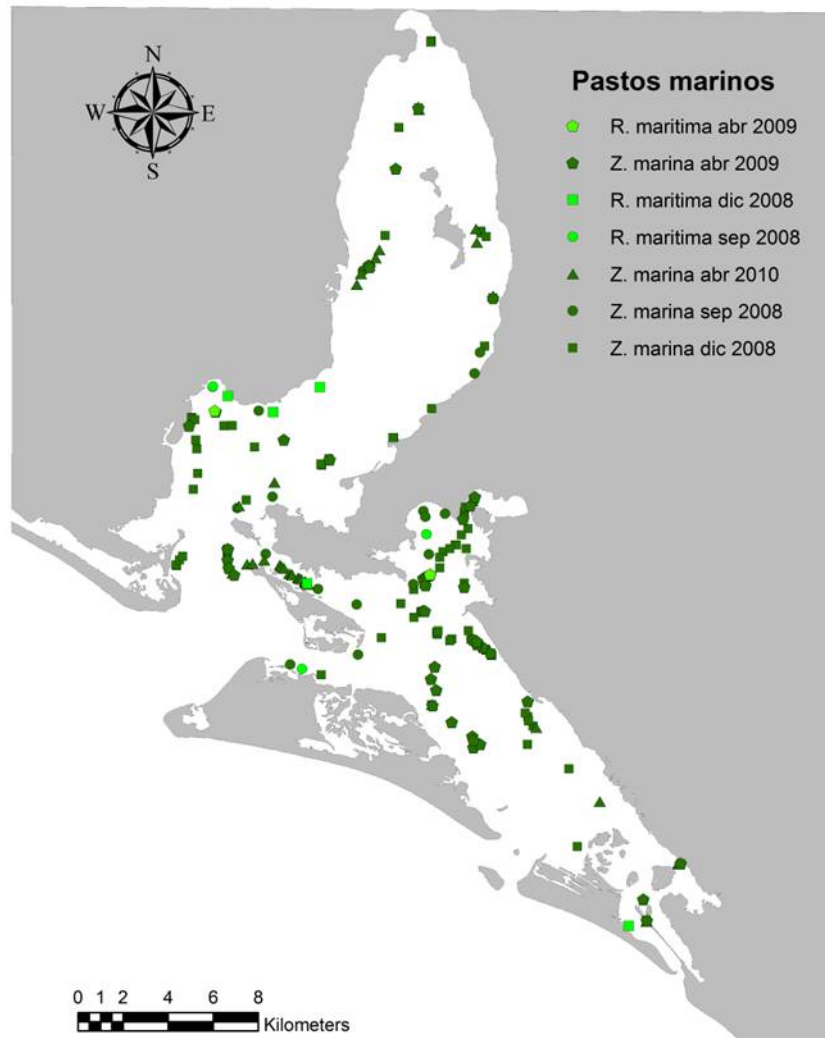 N
W E
S
Pastos marinos
R. maritima abr 2009
Z. marina abr 2009
R. maritima dic 2008
R. maritima sep 2008
Z. marina abr 2010
Z. marina sep 2008
Z. marina dic 2008
0 1 2 4 6 8
Kilometers